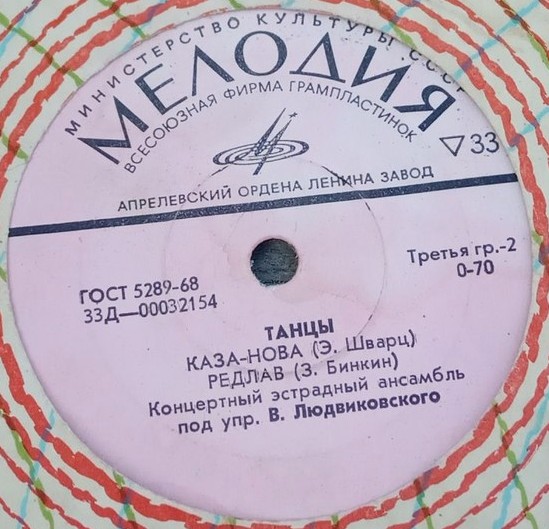 МИНИСТЕРСТВО КУЛЬТУРЫ СССР
МЕЛОДИЯ
ВСЕСОЮЗНАЯ ФИРМА ГРАМПЛАСТИНОК
▽33
АПРЕЛЕВСКИЙ ОРДЕНА ЛЕНИНА ЗАВОД
ГОСТ 5289-68
33Д—00032154
Третья гр.-2
0-70
ТАНЦЫ
КАЗА-НОВА (Э. Шварц)
РЕДЛАВ (З. Бинкин)
Концертный эстрадный ансамбль
под упр. В. Людвиковского